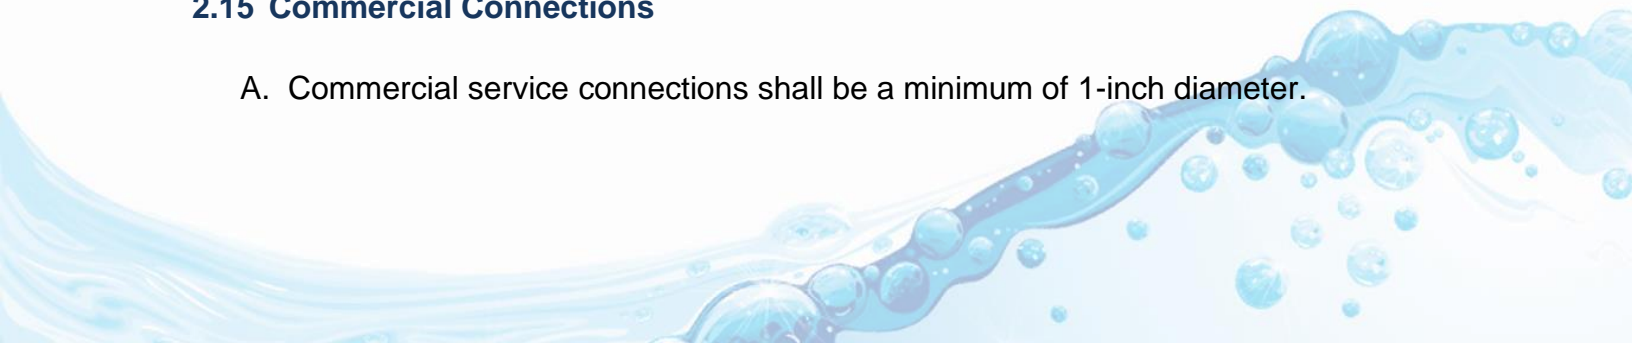 2.15 Commercial Connections
A. Commercial service connections shall be a minimum of 1-inch diameter.